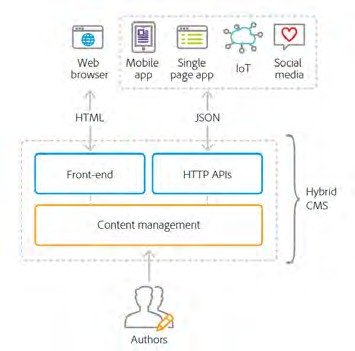 Web
browser
Mobile
app
Single
page app
IoT
Social
media
HTML
JSON
Front-end
HTTP APIs
Hybrid
CMS
Content management
Authors